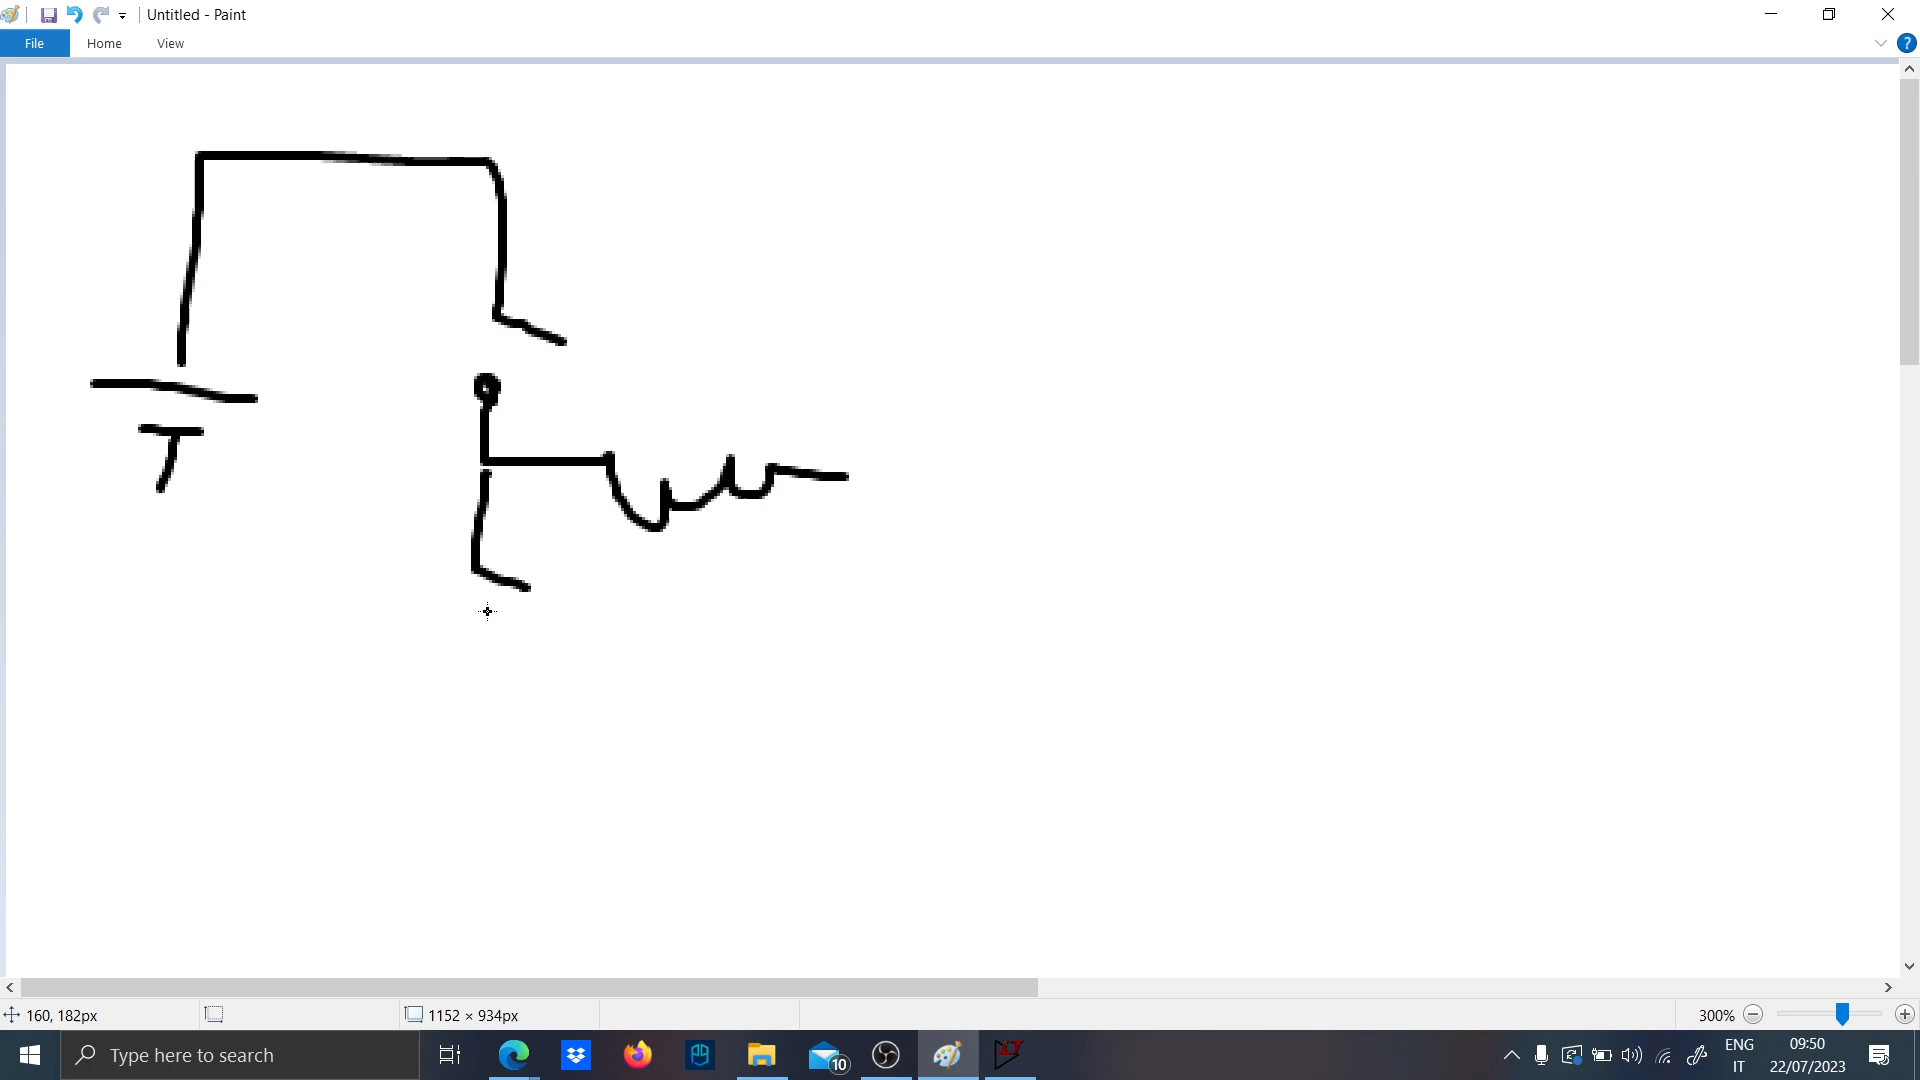 Untitled - Paint
File Home View
?
160, 182px
1152 × 934px
300%
Type here to search
10
ENG
IT
09:50
22/07/2023